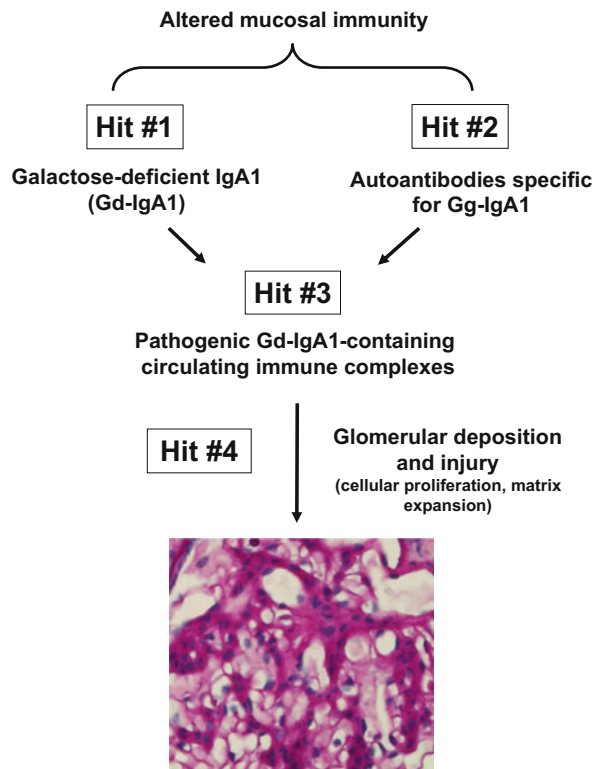 Altered mucosal immunity
Hit #1
Hit #2
Galactose-deficient IgA1
(Gd-IgA1)
Autoantibodies specific
for Gg-IgA1
Hit #3
Pathogenic Gd-IgA1-containing
circulating immune complexes
Hit #4
Glomerular deposition
and injury
(cellular proliferation, matrix
expansion)